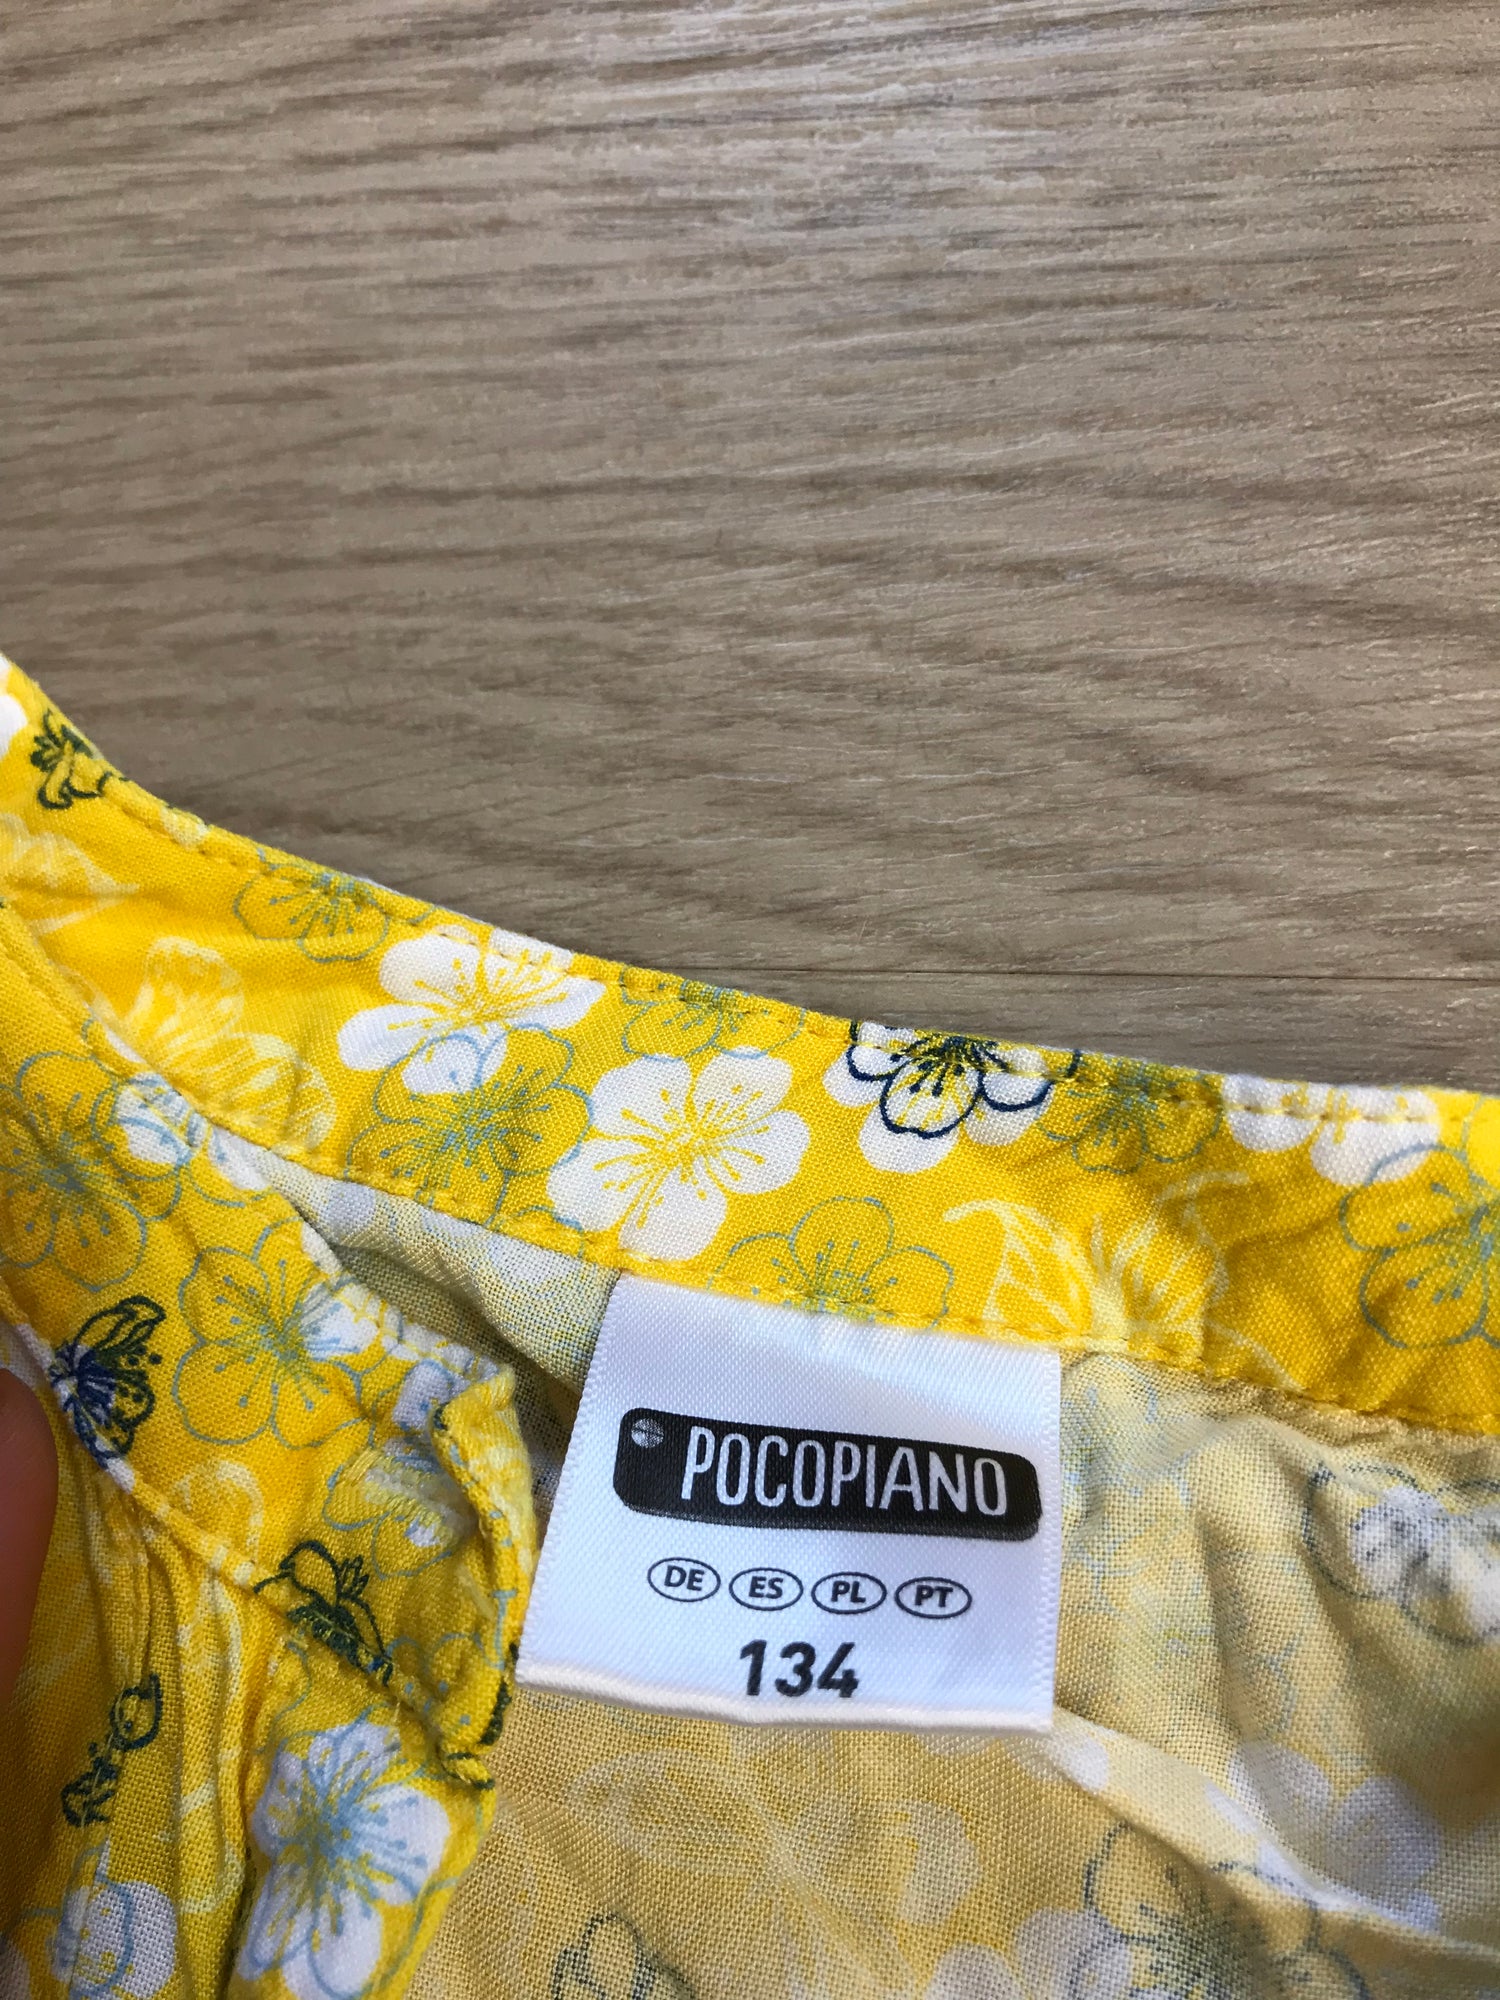 POCOPIANO
DE ES PL PT
134